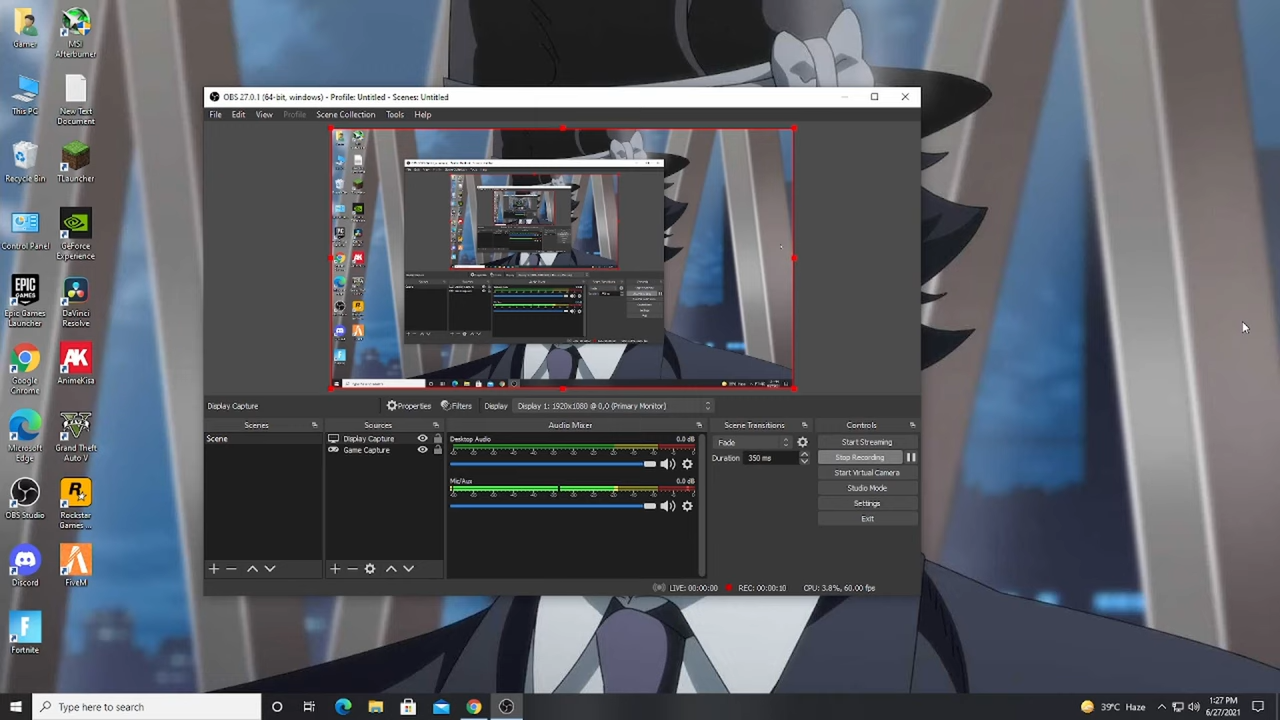 Gamer
MSI Afterburner
This PC
New Text Document
Recycle Bin
TLauncher
Control Panel
GeForce Experience
Epic Games Launcher
DaVinci Resolve
Google Chrome
AnimeKisa
Microsoft Edge
Grand Theft Auto V
OBS Studio
Rockstar Games ...
Discord
FiveM
Fortnite
OBS 27.0.1 (64-bit, windows) - Profile: Untitled - Scenes: Untitled
File Edit View Profile Scene Collection Tools Help
Display Capture Properties Filters Display Display 1: 1920x1080 @ 0,0 (Primary Monitor)
Scenes Sources Audio Mixer Scene Transitions Controls
Scene
Display Capture
Game Capture
Desktop Audio 0.0 dB
Mic/Aux 0.0 dB
Fade
Duration 350 ms
Start Streaming
Stop Recording
Start Virtual Camera
Studio Mode
Settings
Exit
LIVE: 00:00:00 REC: 00:00:10 CPU: 3.8%, 60.00 fps
Type here to search
39°C Haze
1:27 PM
6/27/2021